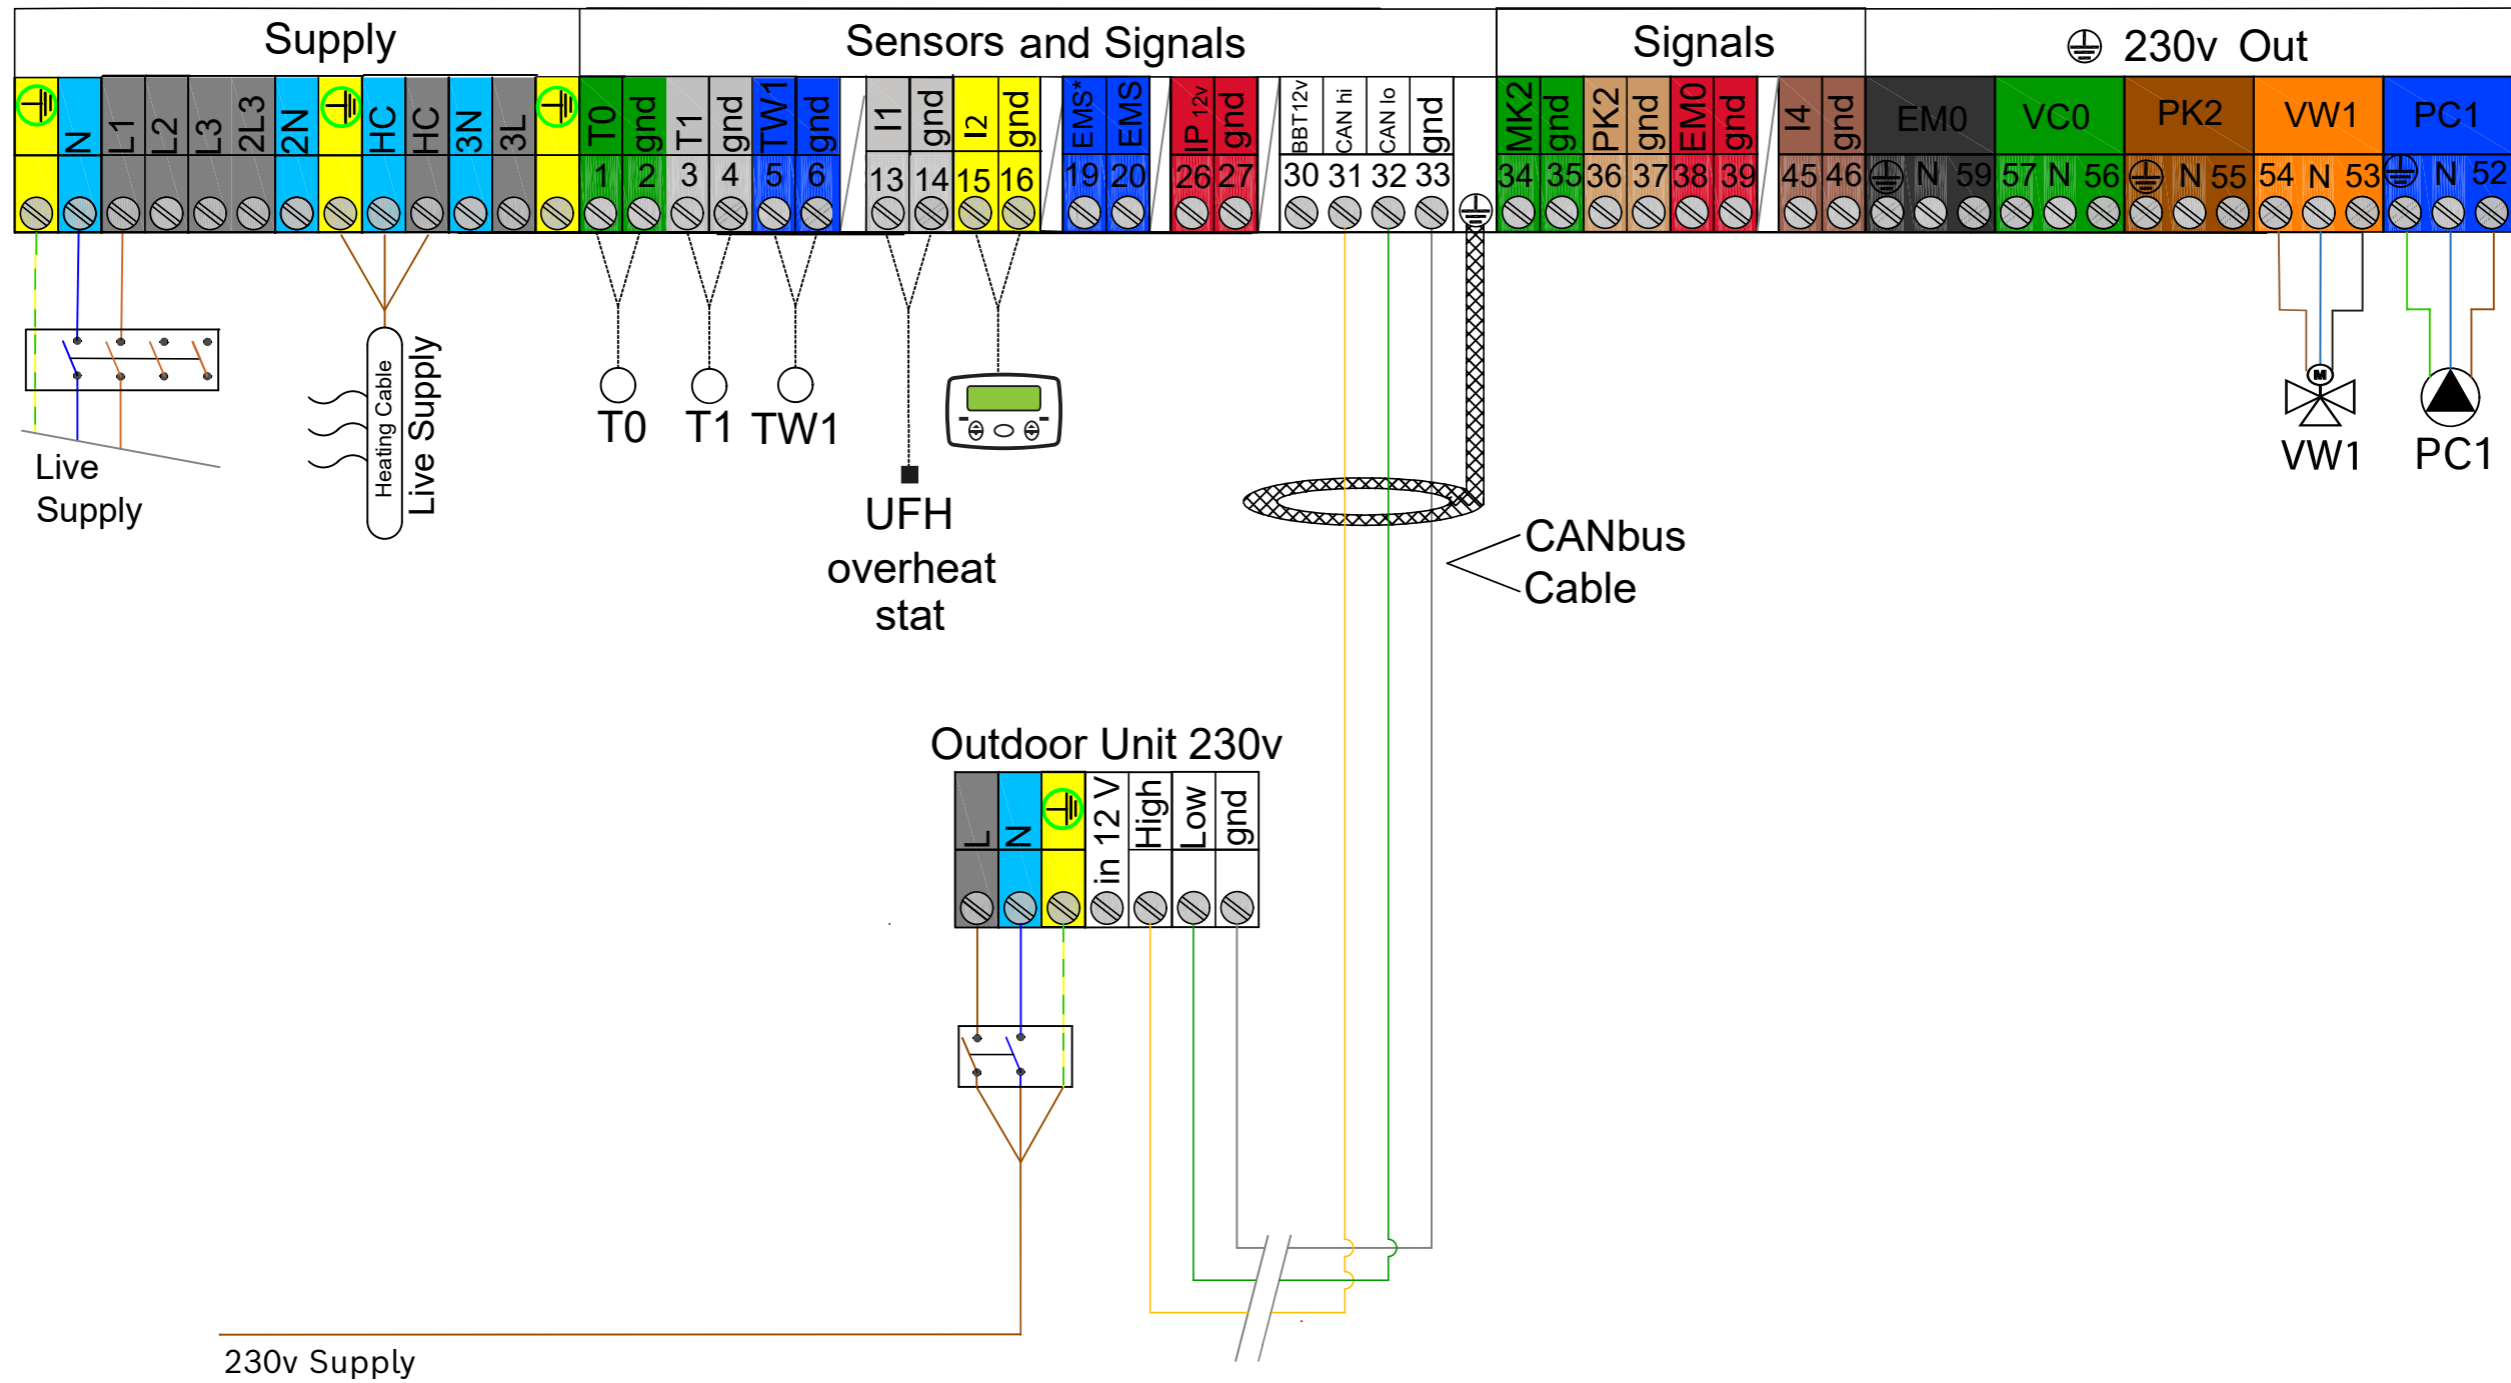 Supply
Sensors and Signals
Signals
230v Out
N
L1
L2
L3
2L3
2N
HC
HC
3N
3L
T0
gnd
T1
gnd
TW1
gnd
I1
gnd
I2
gnd
EMS*
EMS
IP 12v
gnd
BBT12v
CAN hi
CAN lo
gnd
MK2
gnd
PK2
gnd
EM0
gnd
I4
gnd
EM0
VC0
PK2
VW1
PC1
1 2 3 4 5 6 13 14 15 16 19 20 26 27 30 31 32 33 34 35 36 37 38 39 45 46 N 59 57 N 56 N 55 54 N 53 N 52
Live
Supply
Heating Cable
Live Supply
T0
T1
TW1
UFH
overheat
stat
CANbus
Cable
M
VW1
PC1
Outdoor Unit 230v
L
N
in 12 V
High
Low
gnd
230v Supply